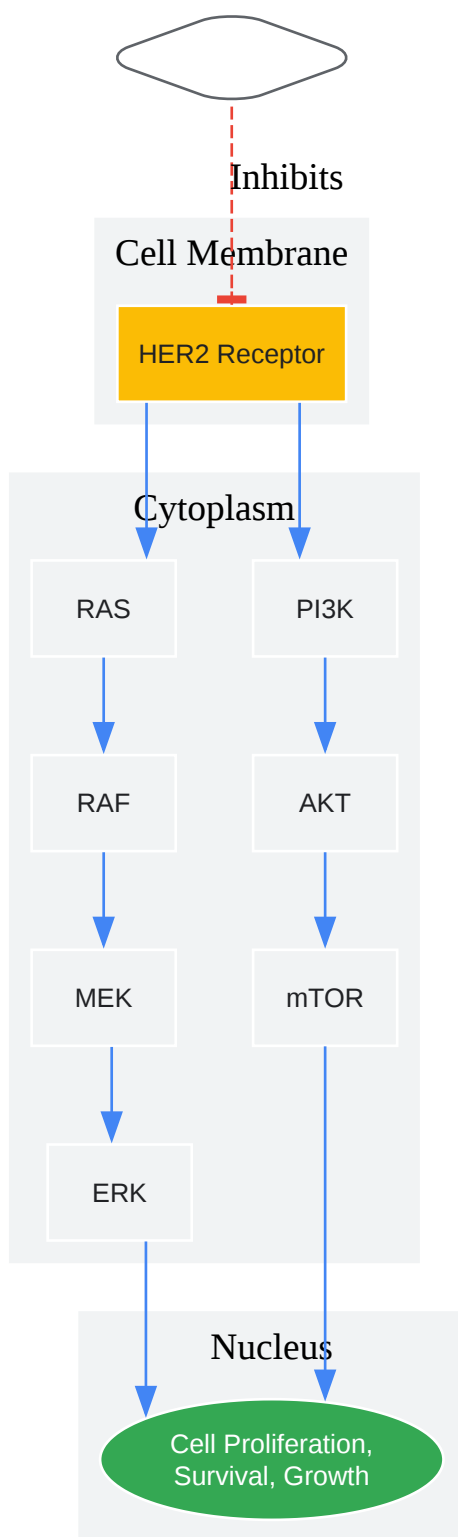 Inhibits
Cell Membrane
HER2 Receptor
Cytoplasm
RAS
PI3K
RAF
AKT
MEK
mTOR
ERK
Nucleus
Cell Proliferation,
Survival, Growth